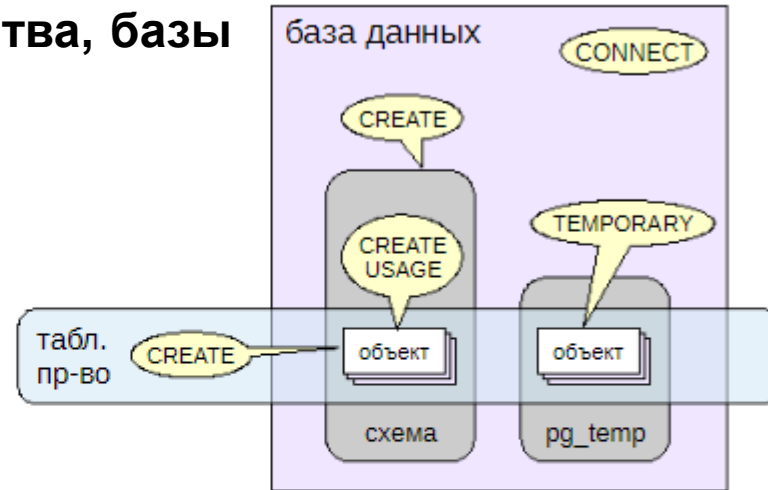 тва, базы
база данных
CONNECT
CREATE
CREATE
USAGE
TEMPORARY
табл.
пр-во
CREATE
объект
объект
схема
pg_temp